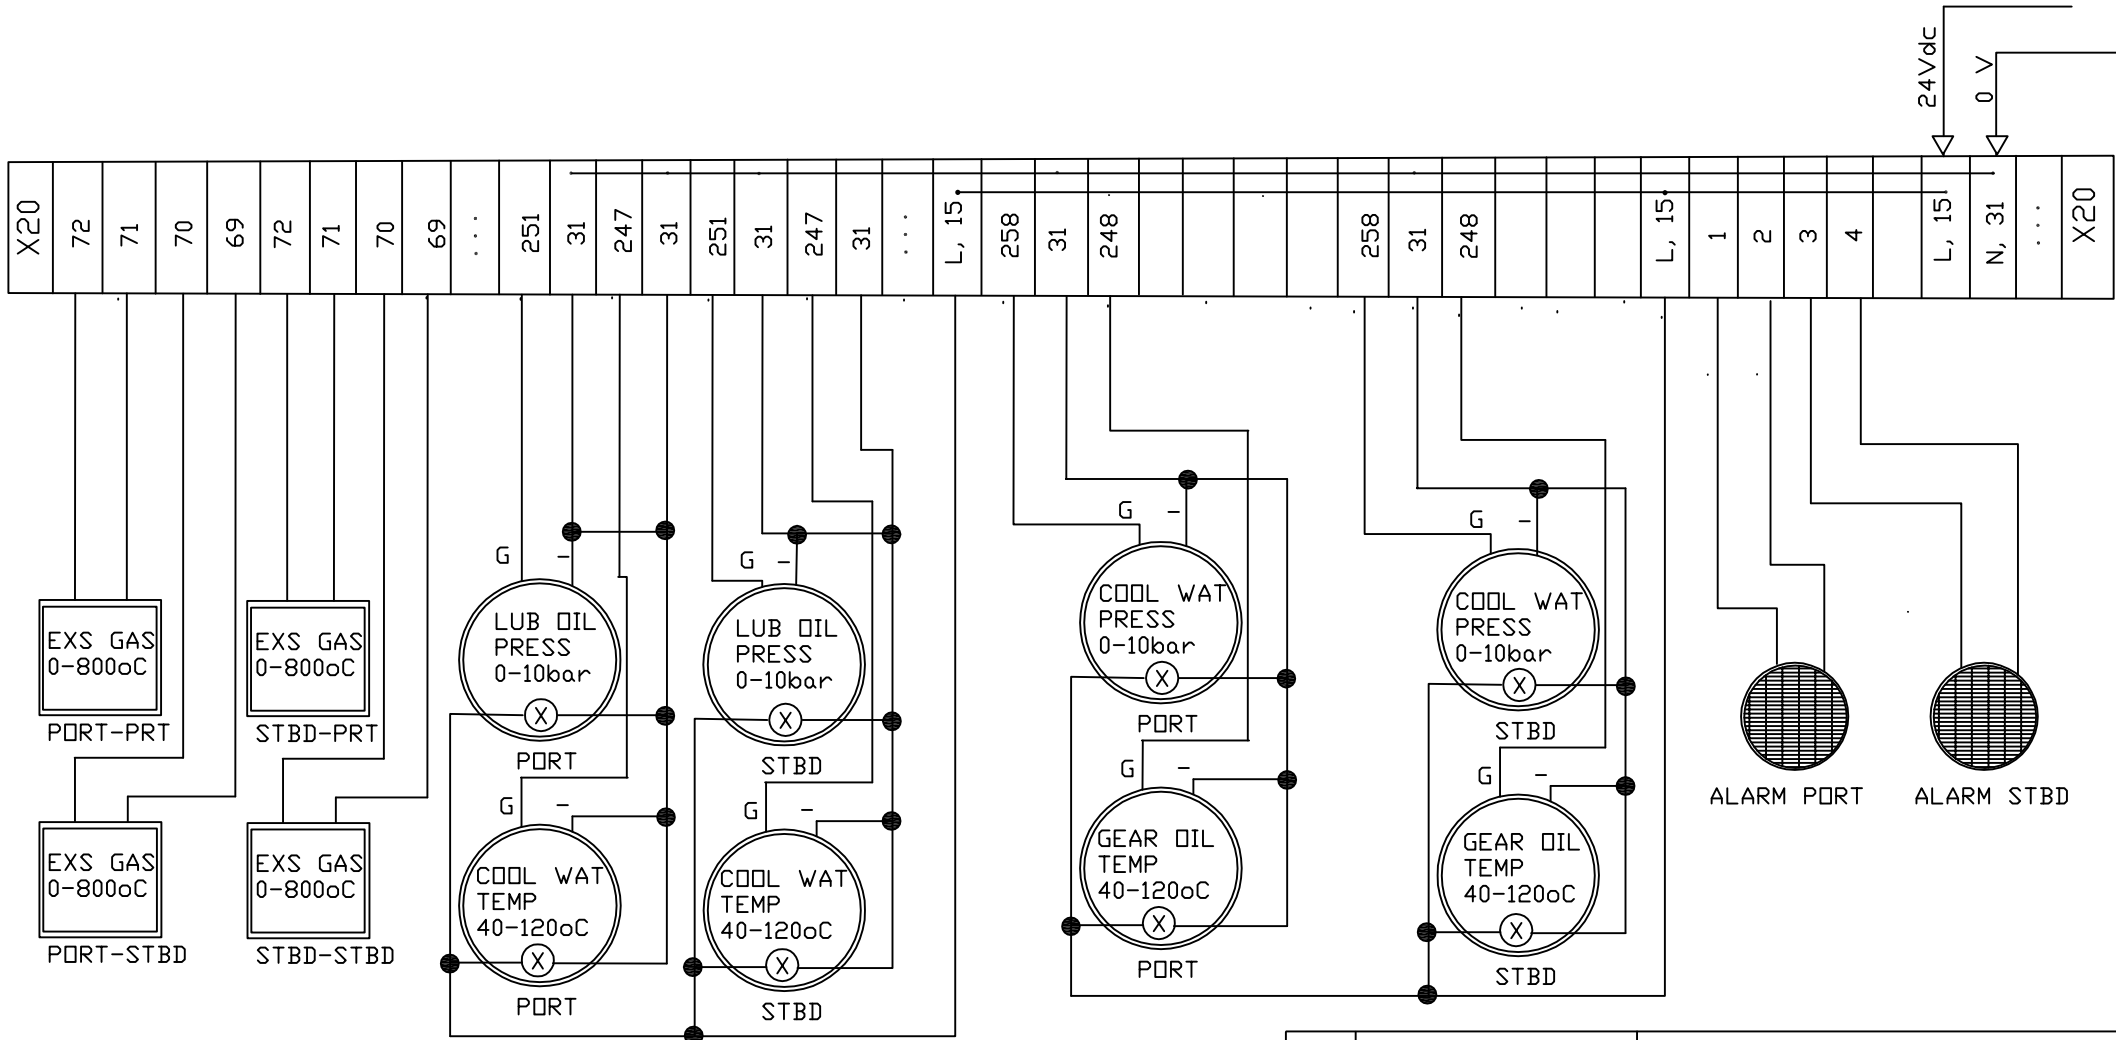 24Vdc
0 V
X20
72
71
70
69
72
71
70
69
...
251
31
247
31
251
31
247
31
...
L, 15
258
31
248
258
31
248
L, 15
1
2
3
4
L, 15
N, 31
...
X20
G -
G -
G -
G -
EXS GAS
0-800oC
PORT-PRT
EXS GAS
0-800oC
STBD-PRT
LUB OIL
PRESS
0-10bar
X
PORT
LUB OIL
PRESS
0-10bar
X
STBD
COOL WAT
PRESS
0-10bar
X
PORT
COOL WAT
PRESS
0-10bar
X
STBD
ALARM PORT
ALARM STBD
G -
G -
G -
G -
EXS GAS
0-800oC
PORT-STBD
EXS GAS
0-800oC
STBD-STBD
COOL WAT
TEMP
40-120oC
X
PORT
COOL WAT
TEMP
40-120oC
X
STBD
GEAR OIL
TEMP
40-120oC
X
PORT
GEAR OIL
TEMP
40-120oC
X
STBD